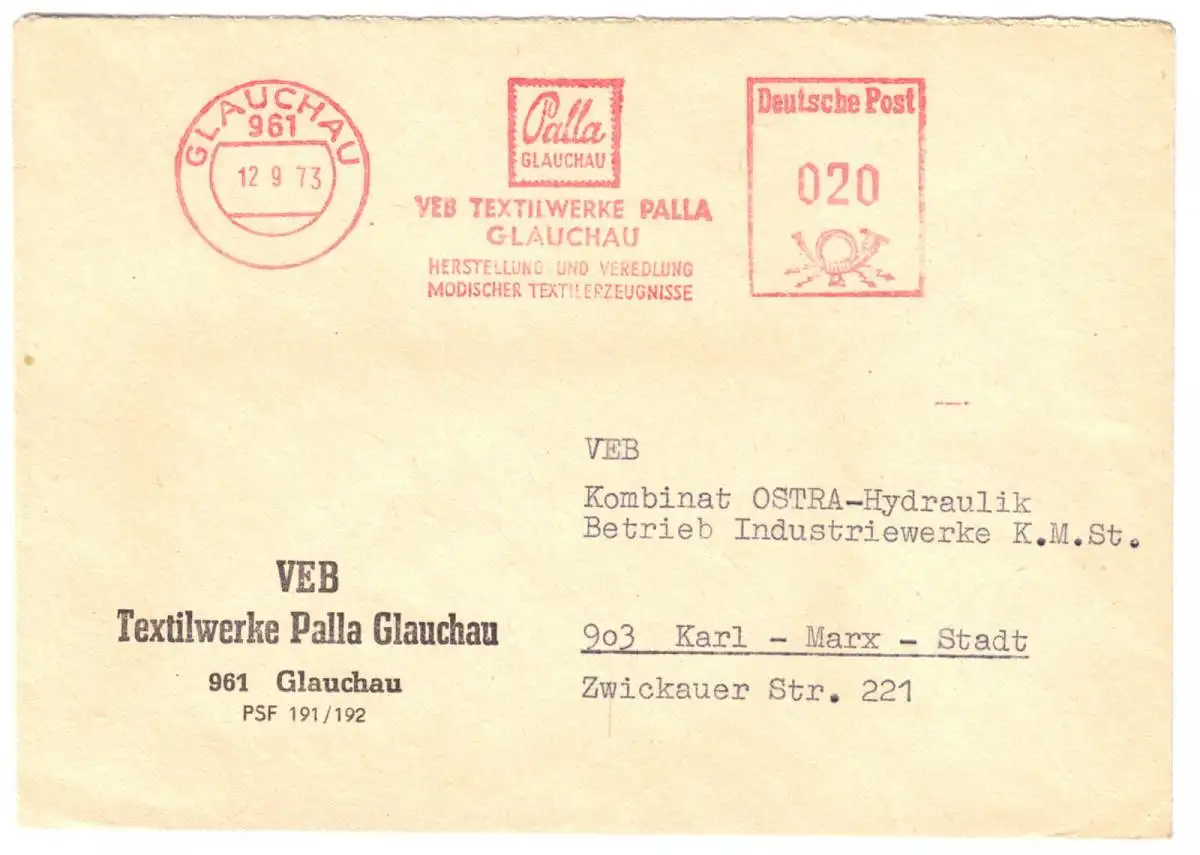 GLAUCHAU
961
12 9 73
Palla
GLAUCHAU
VEB TEXTILWERKE PALLA
GLAUCHAU
HERSTELLUNG UND VEREDLUNG
MODISCHER TEXTILERZEUGNISSE
Deutsche Post
020
VEB
Kombinat OSTRA-Hydraulik
Betrieb Industriewerke K.M.St.
903 Karl - Marx - Stadt
Zwickauer Str. 221
VEB
Textilwerke Palla Glauchau
961 Glauchau
PSF 191/192